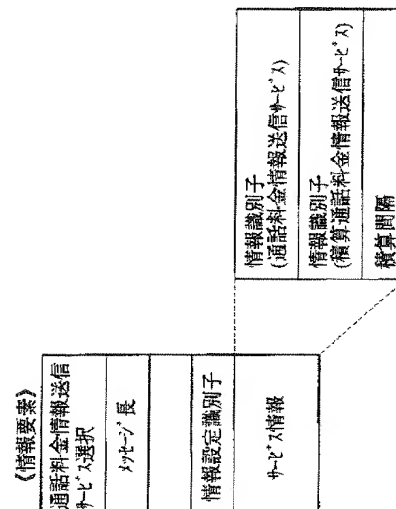 《情報要素》
通話料金情報送信
サービス選択
メッセージ長
情報設定識別子
サービス情報
情報識別子
(通話料金情報送信サービス)
情報識別子
(積算通話料金情報送信サービス)
積算間隔